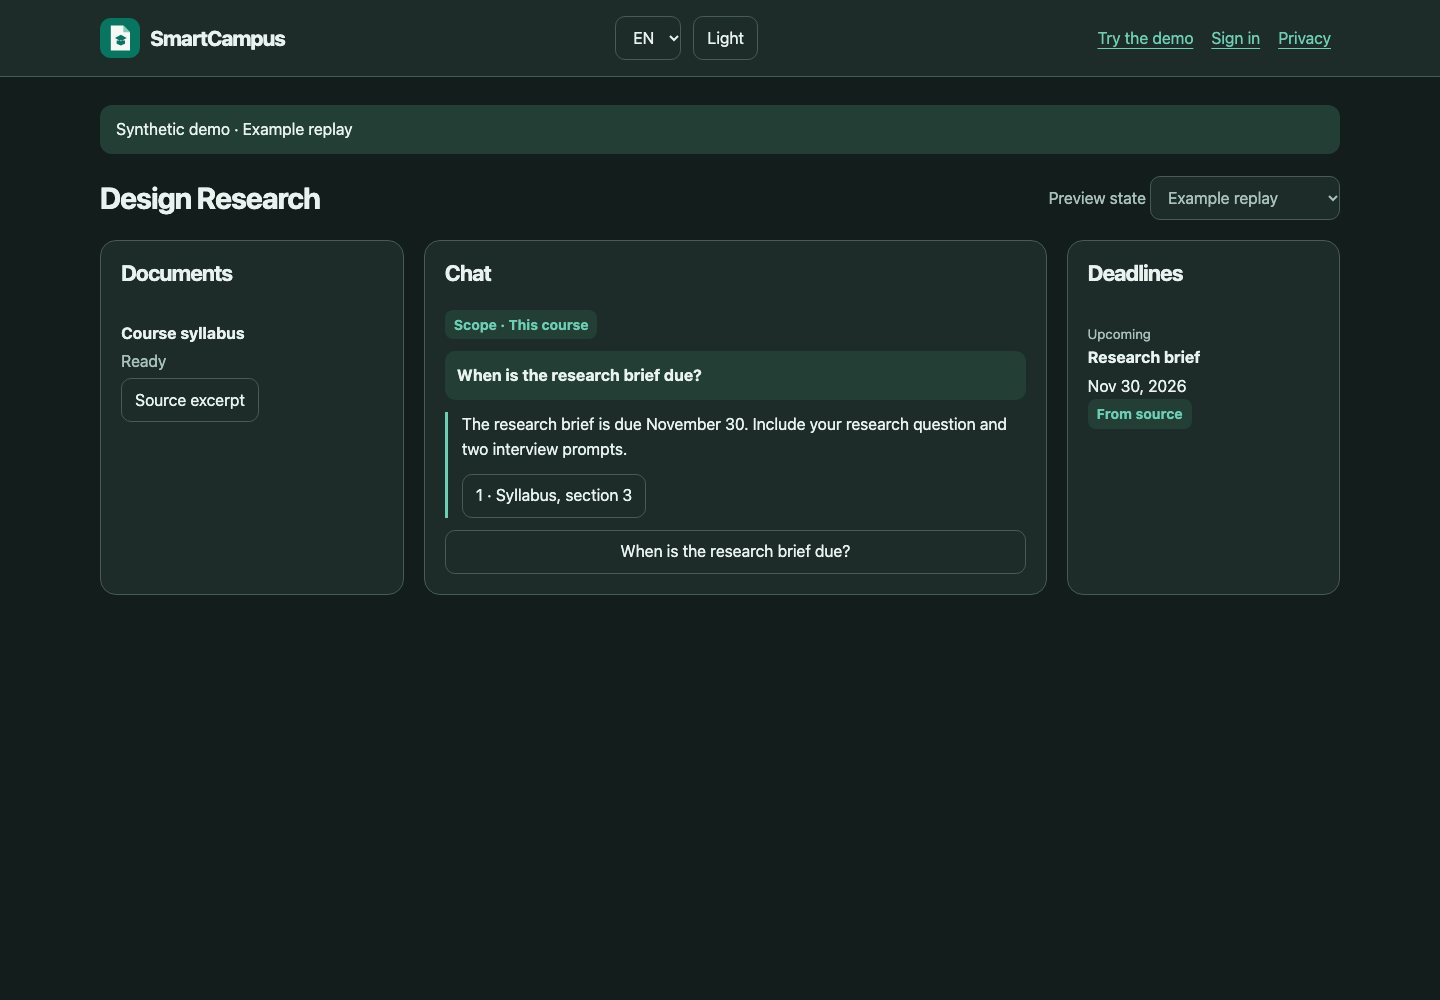 SmartCampus
EN
Light
Try the demo
Sign in
Privacy
Synthetic demo · Example replay
Design Research
Preview state
Example replay
Documents
Course syllabus
Ready
Source excerpt
Chat
Scope · This course
When is the research brief due?
The research brief is due November 30. Include your research question and
two interview prompts.
1 · Syllabus, section 3
When is the research brief due?
Deadlines
Upcoming
Research brief
Nov 30, 2026
From source